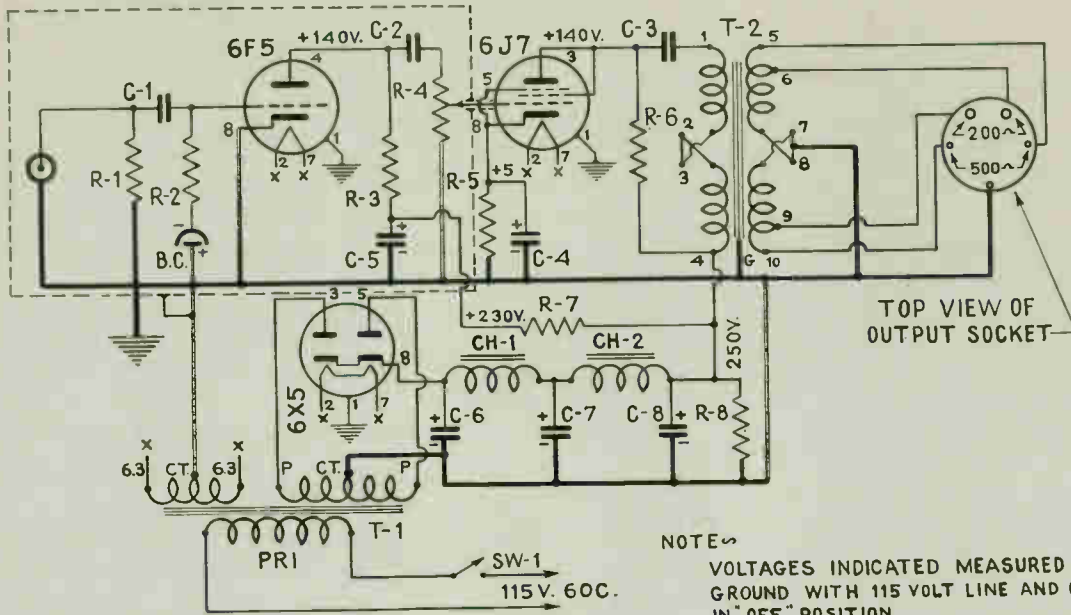 6F5
+140V.
4
C-2
6J7
+140V.
3
C-3
T-2
1
5
6
C-1
8
R-4
5
8
R-6
2
3
7
8
200~
500~
R-1
R-2
2
7
1
x
x
R-3
R-5
+5
2
7
1
x
x
9
-
+
B.C.
+
-
C-5
+
-
C-4
4
G
10
3
5
+230V.
R-7
TOP VIEW OF
OUTPUT SOCKET
250V.
CH-1
CH-2
8
6X5
2
1
7
x
x
+
-
C-6
+
-
C-7
C-8
+
-
R-8
x
x
6.3
CT.
6.3
P
CT.
P
T-1
PRI
SW-1
115V. 60C.
NOTE~
VOLTAGES INDICATED MEASURED
GROUND WITH 115 VOLT LINE AND
IN "OFF" POSITION